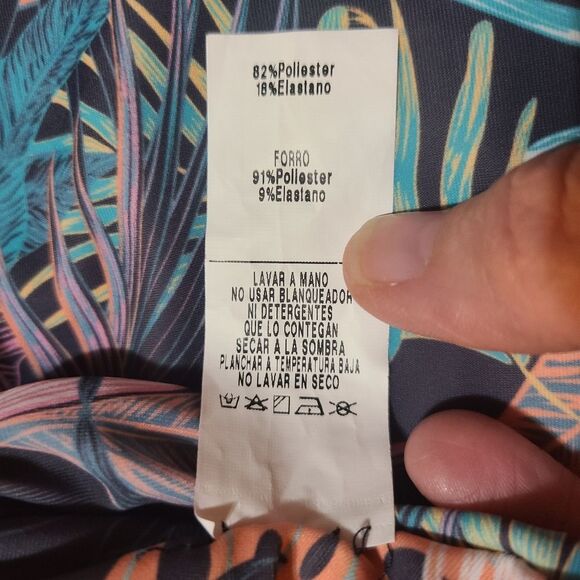 82%Poliester
18%Elastano
FORRO
91%Poliester
9%Elastano
LAVAR A MANO
NO USAR BLANQUEADOR
NI DETERGENTES
QUE LO CONTEGAN
SECAR A LA SOMBRA
PLANCHAR A TEMPERATURA BAJA
NO LAVAR EN SECO